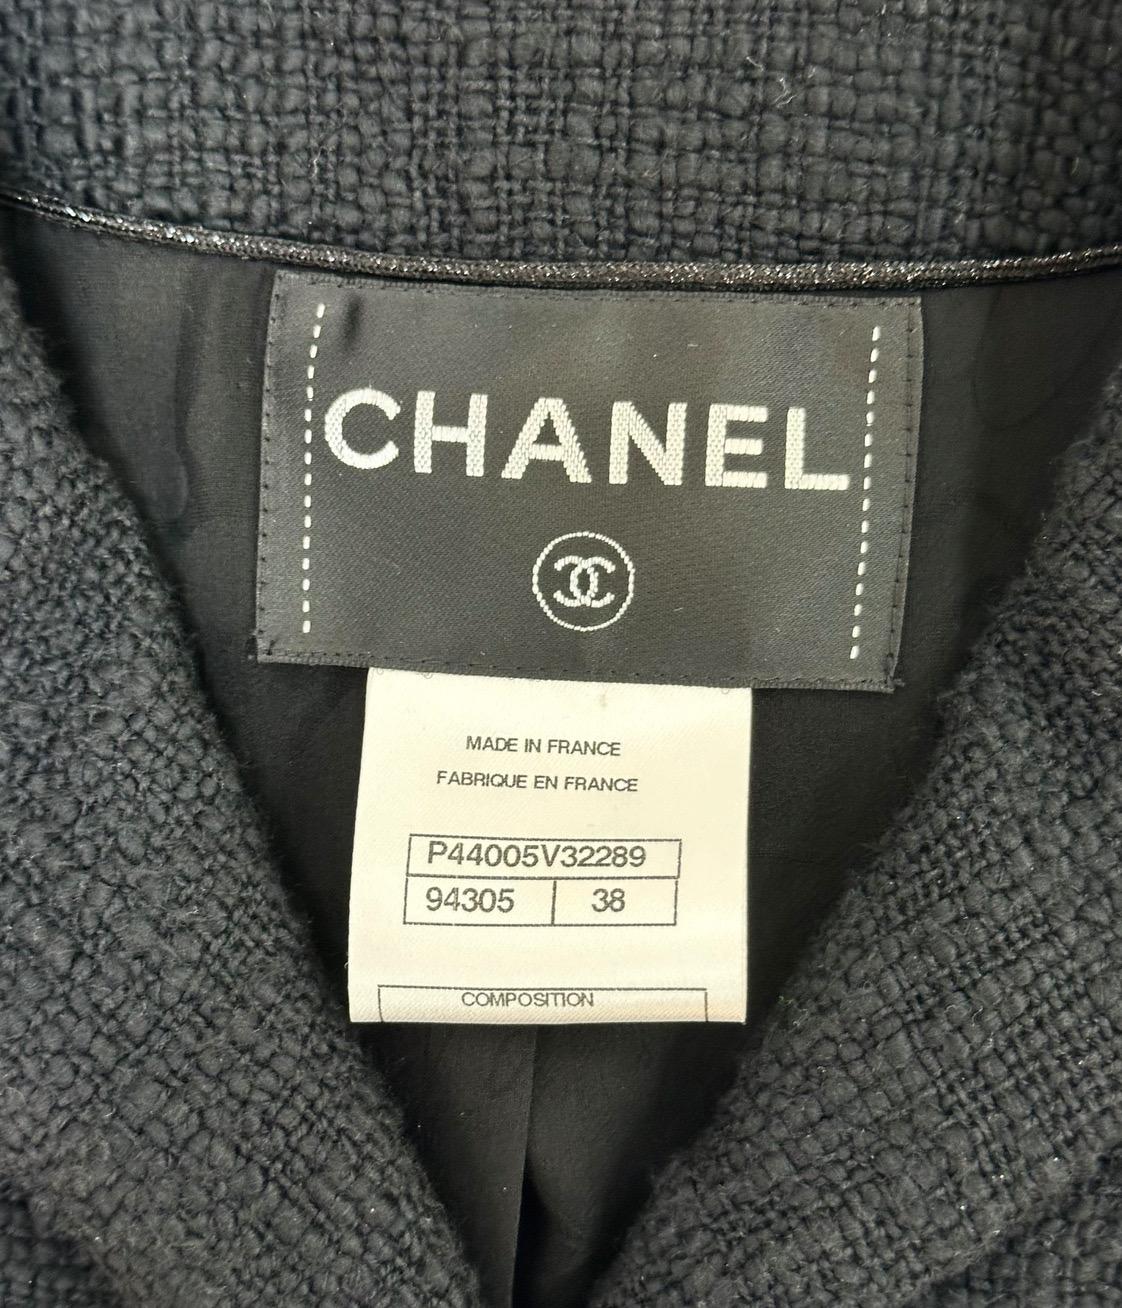 CHANEL
MADE IN FRANCE
FABRIQUE EN FRANCE
P44005V32289
94305 38
COMPOSITION